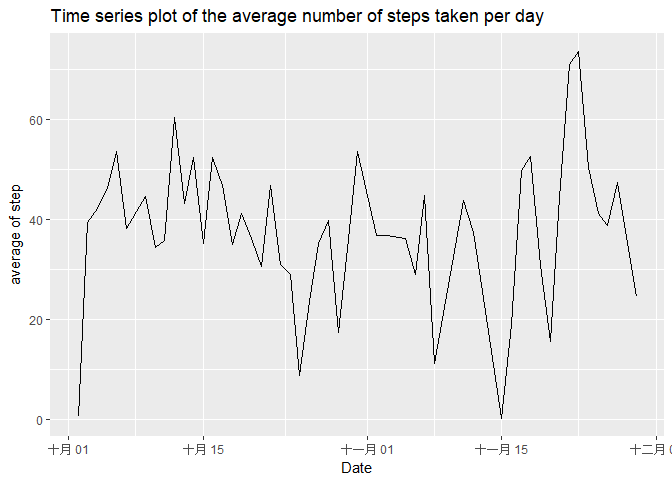 Time series plot of the average number of steps taken per day
average of step
60
40
20
0
十月 01
十月 15
十一月 01
十一月 15
十二月 0
Date